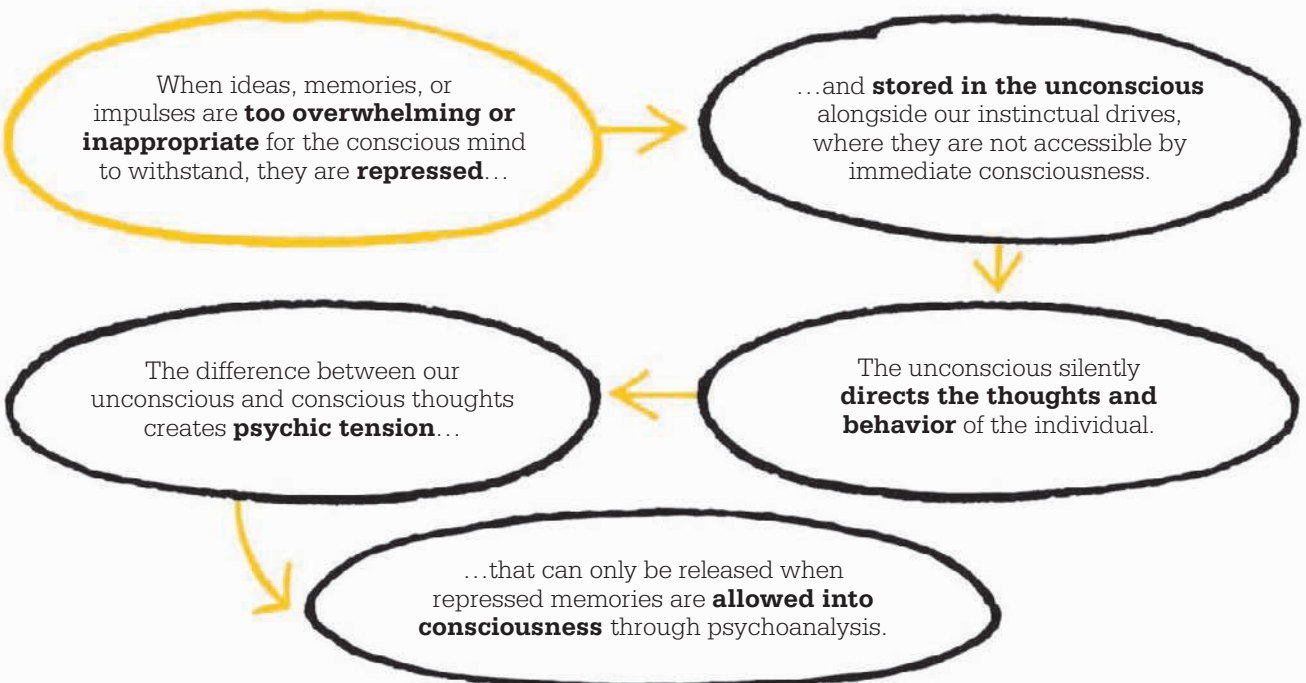 When ideas, memories, or
impulses are too overwhelming or
inappropriate for the conscious mind
to withstand, they are repressed…
…and stored in the unconscious
alongside our instinctual drives,
where they are not accessible by
immediate consciousness.
The unconscious silently
directs the thoughts and
behavior of the individual.
The difference between our
unconscious and conscious thoughts
creates psychic tension…
…that can only be released when
repressed memories are allowed into
consciousness through psychoanalysis.